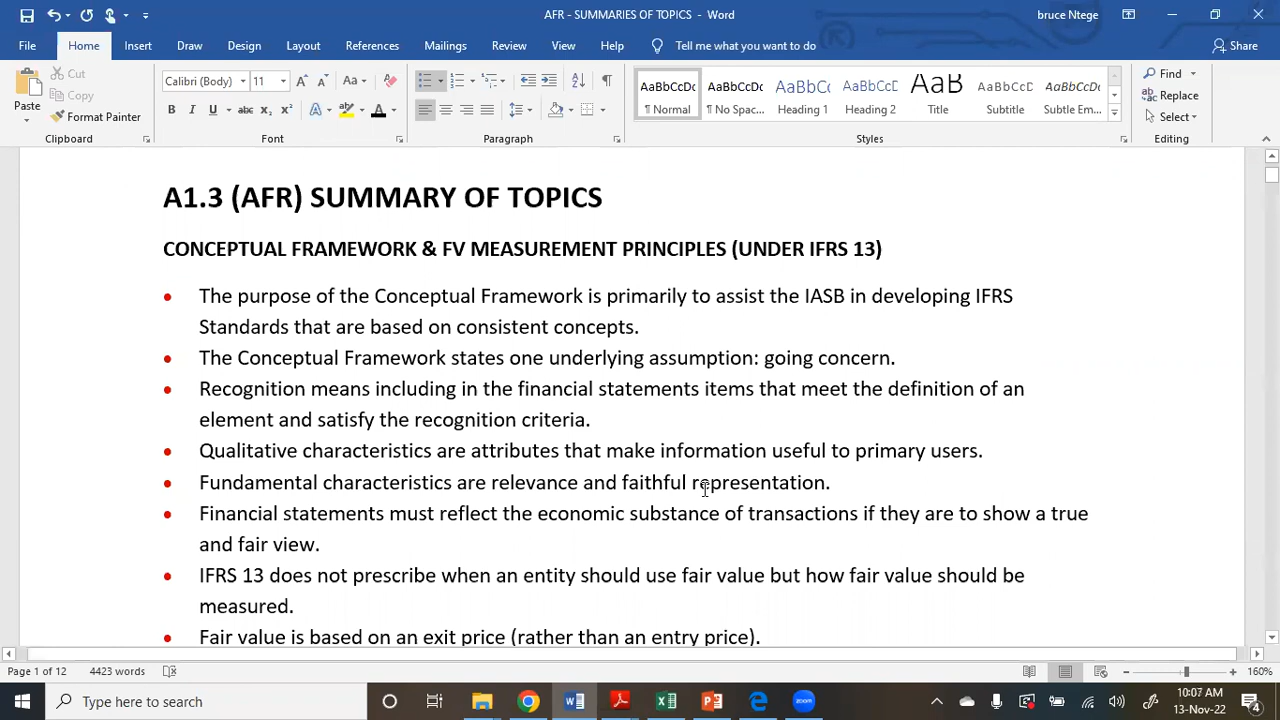 AFR - SUMMARIES OF TOPICS - Word
bruce Ntege
File Home Insert Draw Design Layout References Mailings Review View Help Tell me what you want to do Share
Paste
Cut
Copy
Format Painter
Clipboard
Calibri (Body) 11
Font
Paragraph
AaBbCcDc AaBbCcDc AaBbC AaBbCcD AaB AaBbCcD AaBbCcD
¶ Normal ¶ No Spac... Heading 1 Heading 2 Title Subtitle Subtle Em...
Styles
Find
Replace
Select
Editing
A1.3 (AFR) SUMMARY OF TOPICS
CONCEPTUAL FRAMEWORK & FV MEASUREMENT PRINCIPLES (UNDER IFRS 13)
• The purpose of the Conceptual Framework is primarily to assist the IASB in developing IFRS
Standards that are based on consistent concepts.
• The Conceptual Framework states one underlying assumption: going concern.
• Recognition means including in the financial statements items that meet the definition of an
element and satisfy the recognition criteria.
• Qualitative characteristics are attributes that make information useful to primary users.
• Fundamental characteristics are relevance and faithful representation.
• Financial statements must reflect the economic substance of transactions if they are to show a true
and fair view.
• IFRS 13 does not prescribe when an entity should use fair value but how fair value should be
measured.
• Fair value is based on an exit price (rather than an entry price).
Page 1 of 12 4423 words
160%
Type here to search
zoom
10:07 AM
13-Nov-22
4